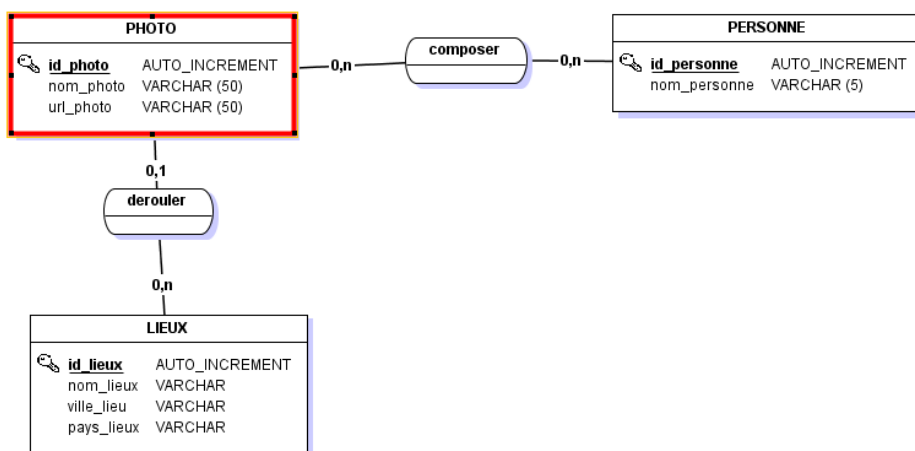 PHOTO
id_photo AUTO_INCREMENT
nom_photo VARCHAR (50)
url_photo VARCHAR (50)
0,n
composer
0,n
PERSONNE
id_personne AUTO_INCREMENT
nom_personne VARCHAR (5)
0,1
derouler
0,n
LIEUX
id_lieux AUTO_INCREMENT
nom_lieux VARCHAR
ville_lieu VARCHAR
pays_lieux VARCHAR